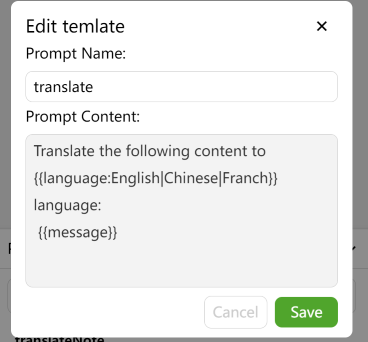 Edit temlate
Prompt Name:
translate
Prompt Content:
Translate the following content to
{{language:English|Chinese|Franch}}
language:
{{message}}
Cancel
Save
translateNote